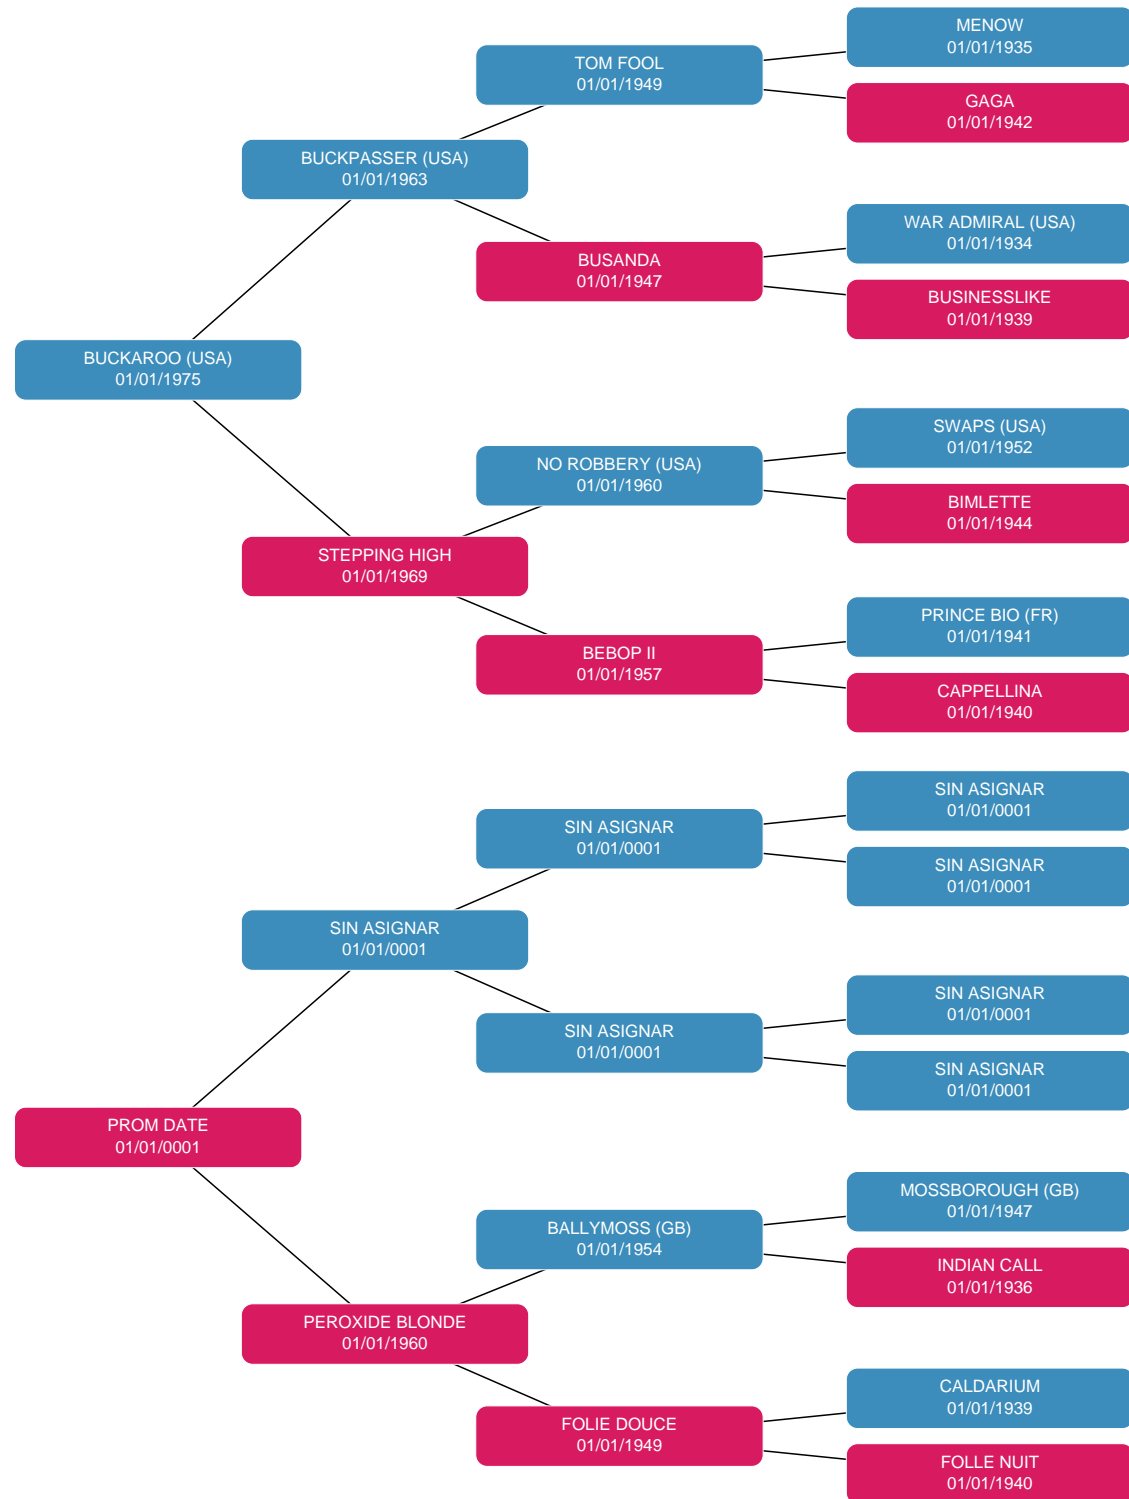 MENOW
01/01/1935
TOM FOOL
01/01/1949
GAGA
01/01/1942
BUCKPASSER (USA)
01/01/1963
WAR ADMIRAL (USA)
01/01/1934
BUSANDA
01/01/1947
BUSINESSLIKE
01/01/1939
BUCKAROO (USA)
01/01/1975
SWAPS (USA)
01/01/1952
NO ROBBERY (USA)
01/01/1960
BIMLETTE
01/01/1944
STEPPING HIGH
01/01/1969
PRINCE BIO (FR)
01/01/1941
BEBOP II
01/01/1957
CAPPELLINA
01/01/1940
SIN ASIGNAR
01/01/0001
SIN ASIGNAR
01/01/0001
SIN ASIGNAR
01/01/0001
SIN ASIGNAR
01/01/0001
SIN ASIGNAR
01/01/0001
SIN ASIGNAR
01/01/0001
SIN ASIGNAR
01/01/0001
PROM DATE
01/01/0001
MOSSBOROUGH (GB)
01/01/1947
BALLYMOSS (GB)
01/01/1954
INDIAN CALL
01/01/1936
PEROXIDE BLONDE
01/01/1960
CALDARIUM
01/01/1939
FOLIE DOUCE
01/01/1949
FOLLE NUIT
01/01/1940